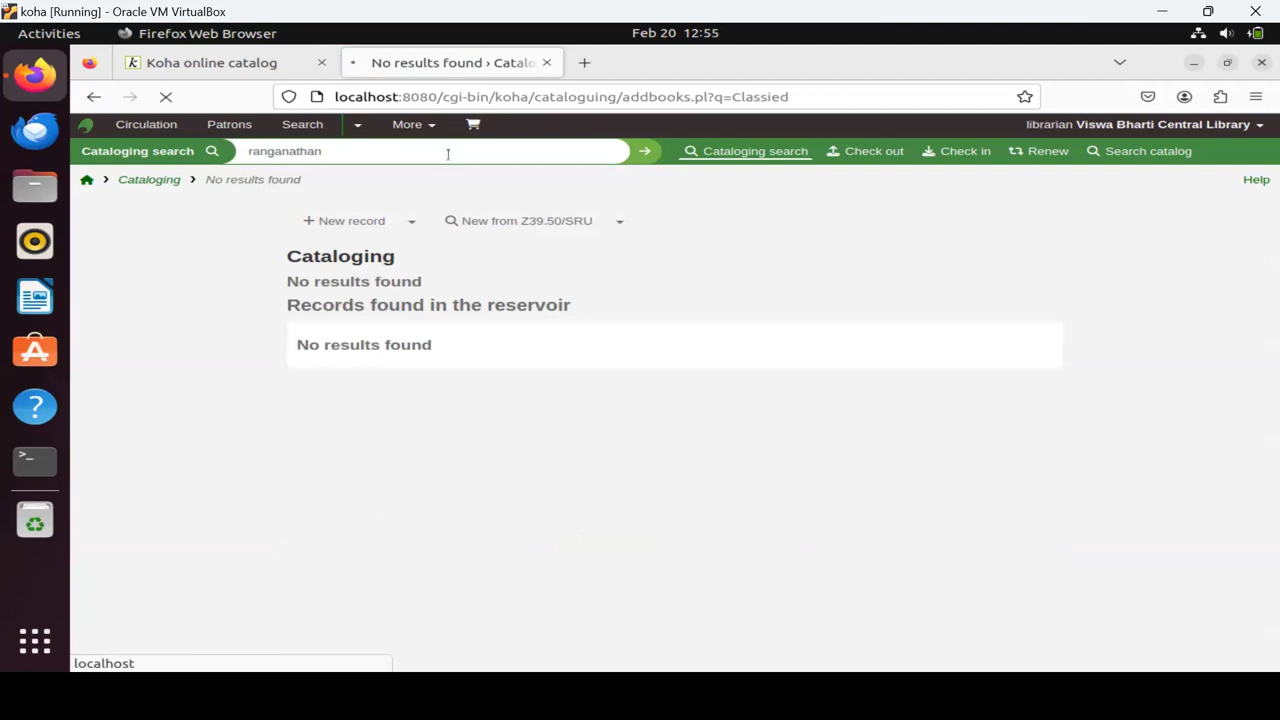 koha [Running] - Oracle VM VirtualBox
Activities Firefox Web Browser Feb 20 12:55
k Koha online catalog No results found › Catalo
localhost:8080/cgi-bin/koha/cataloguing/addbooks.pl?q=Classied
Circulation Patrons Search More librarian Viswa Bharti Central Library
Cataloging search ranganathan Cataloging search Check out Check in Renew Search catalog
Cataloging No results found Help
+ New record New from Z39.50/SRU
Cataloging
No results found
Records found in the reservoir
No results found
localhost